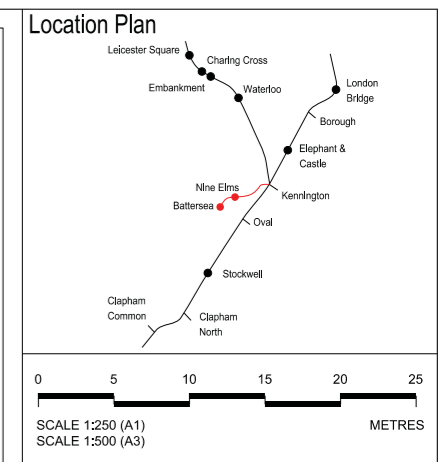 Location Plan
Leicester Square
Charing Cross
Embankment
Waterloo
London
Bridge
Borough
Elephant &
Castle
Nine Elms
Kennington
Battersea
Oval
Stockwell
Clapham
Common
Clapham
North
0 5 10 15 20 25
SCALE 1:250 (A1) METRES
SCALE 1:500 (A3)